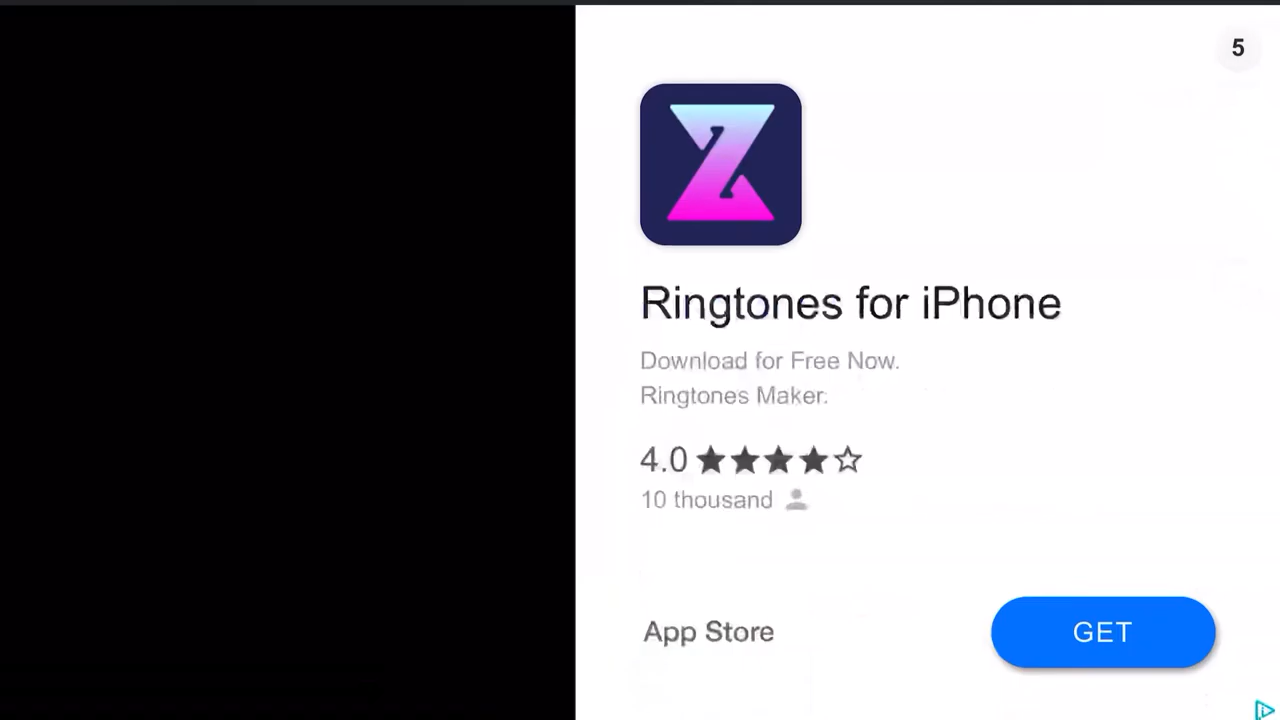 5
Z
Ringtones for iPhone
Download for Free Now.
Ringtones Maker.
4.0
10 thousand
App Store
GET